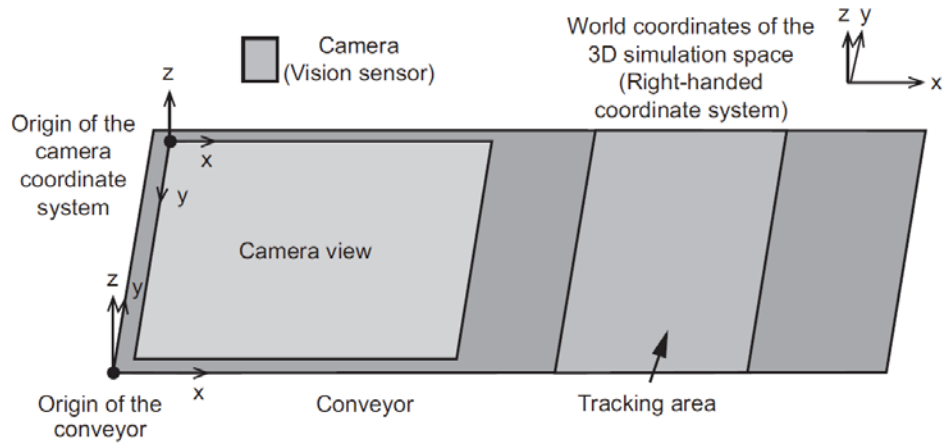 Camera
(Vision sensor)
World coordinates of the
3D simulation space
(Right-handed
coordinate system)
z y
x
z
Origin of the
camera
coordinate
system
x
y
Camera view
z
y
x
Origin of the
conveyor
Conveyor
Tracking area